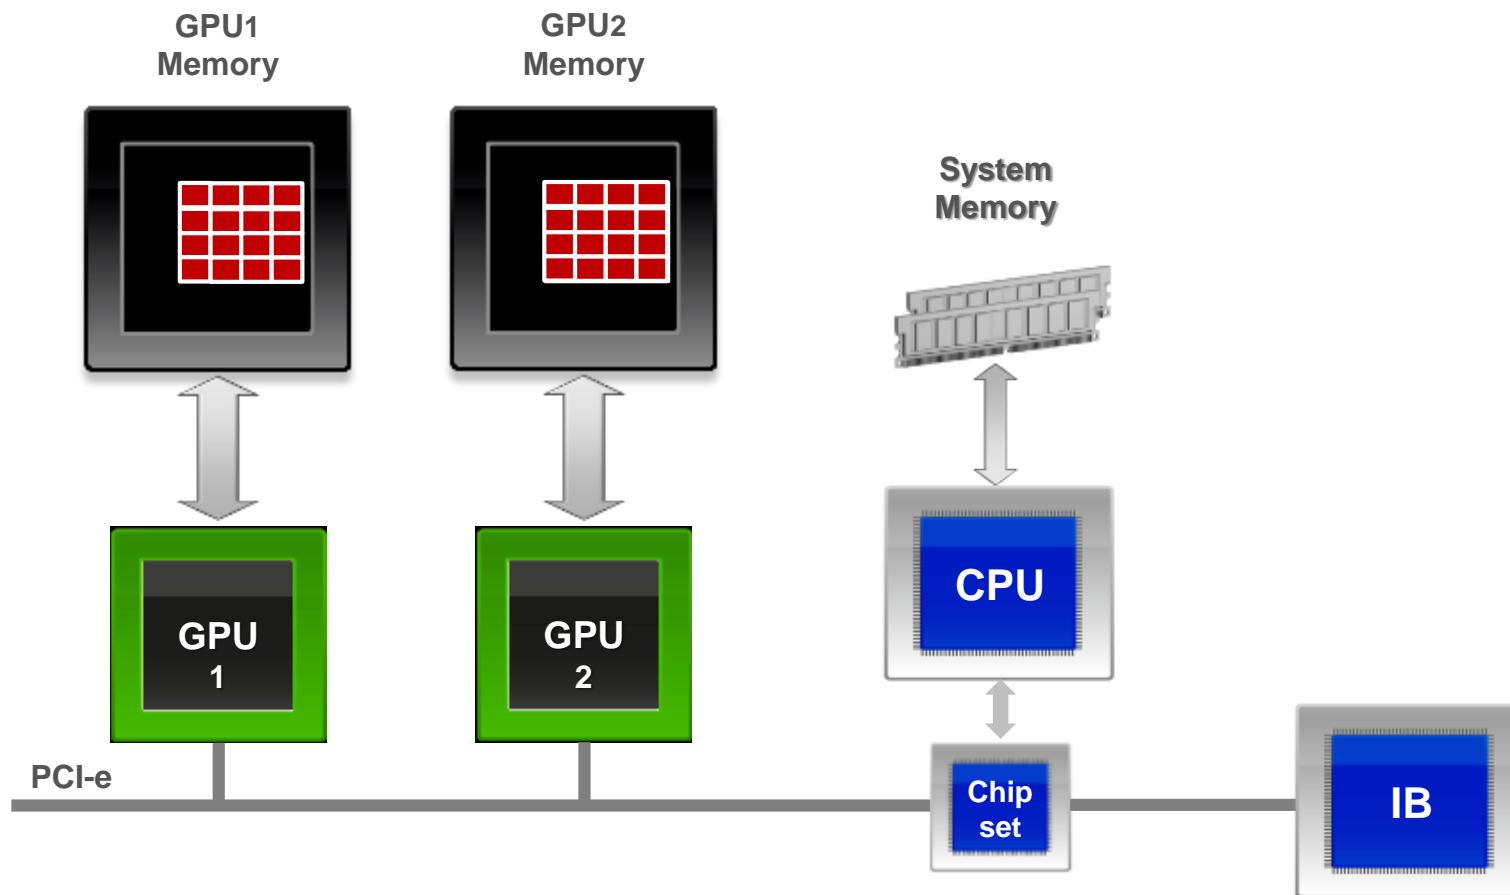 GPU1
Memory
GPU2
Memory
System
Memory
GPU
1
GPU
2
CPU
PCI-e
Chip
set
IB